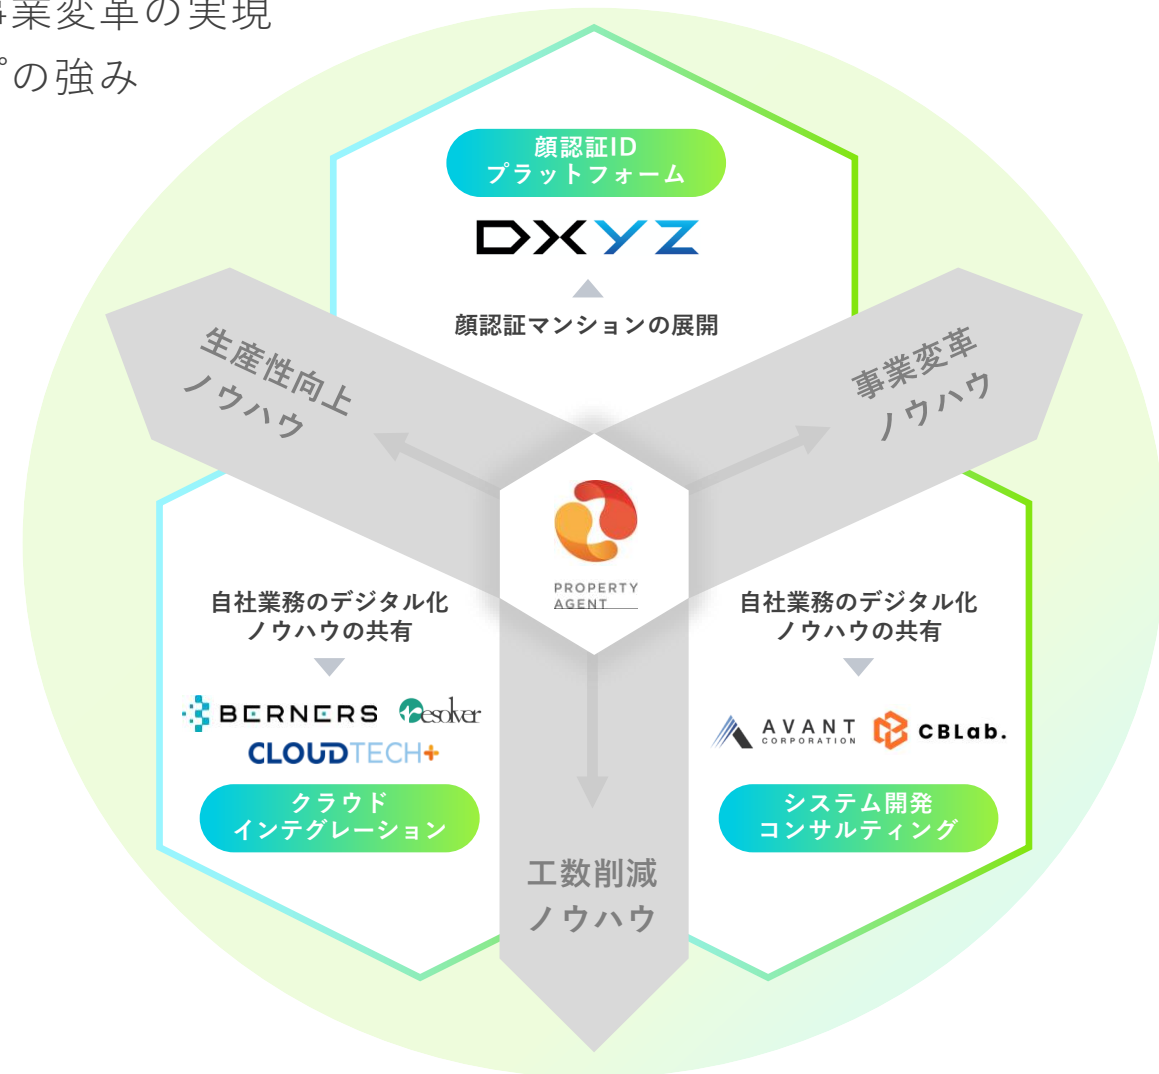 事業変革の実現
プの強み
顔認証ID
プラットフォーム
DXYZ
顔認証マンションの展開
生産性向上
ノウハウ
事業変革
ノウハウ
PROPERTY
AGENT
自社業務のデジタル化
ノウハウの共有
BERNERS resolver
CLOUDTECH+
クラウド
インテグレーション
自社業務のデジタル化
ノウハウの共有
AVANT
CORPORATION
CBLab.
システム開発
コンサルティング
工数削減
ノウハウ